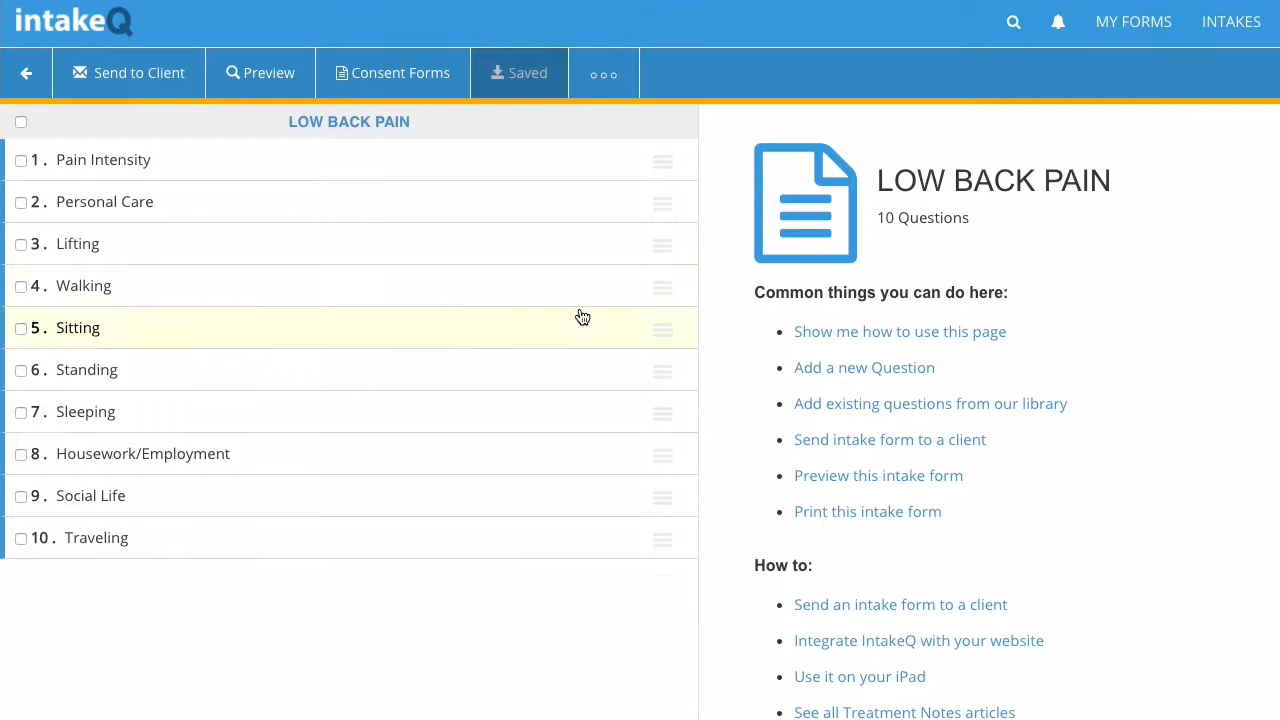 intakeQ MY FORMS INTAKES
Send to Client Preview Consent Forms Saved
LOW BACK PAIN
1. Pain Intensity
2. Personal Care
3. Lifting
4. Walking
5. Sitting
6. Standing
7. Sleeping
8. Housework/Employment
9. Social Life
10. Traveling
LOW BACK PAIN
10 Questions
Common things you can do here:
• Show me how to use this page
• Add a new Question
• Add existing questions from our library
• Send intake form to a client
• Preview this intake form
• Print this intake form
How to:
• Send an intake form to a client
• Integrate IntakeQ with your website
• Use it on your iPad
• See all Treatment Notes articles